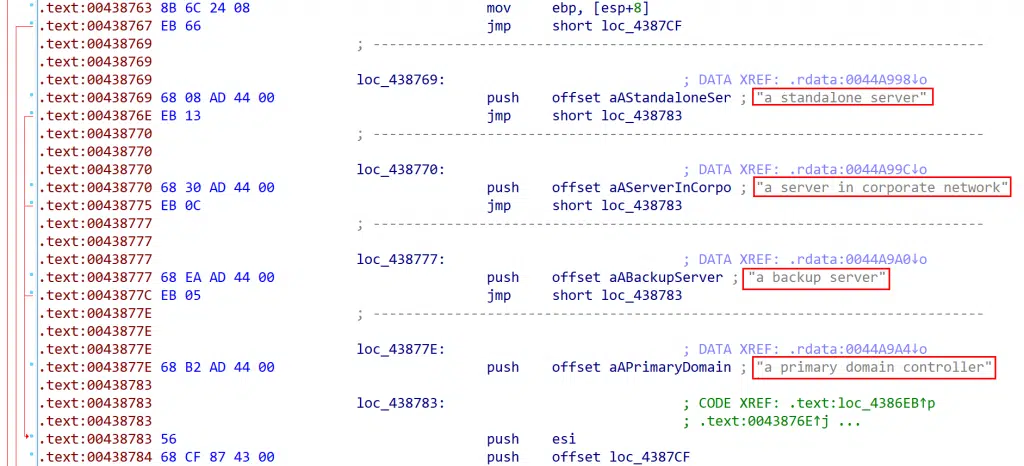 .text:00438763 8B 6C 24 08 mov ebp, [esp+8]
.text:00438767 EB 66 jmp short loc_4387CF
.text:00438769 ; ---------------------------------------------------------------------------
.text:00438769
.text:00438769 loc_438769: ; DATA XREF: .rdata:0044A998↓o
.text:00438769 68 08 AD 44 00 push offset aAStandaloneSer ; "a standalone server"
.text:0043876E EB 13 jmp short loc_438783
.text:00438770 ; ---------------------------------------------------------------------------
.text:00438770
.text:00438770 loc_438770: ; DATA XREF: .rdata:0044A99C↓o
.text:00438770 68 30 AD 44 00 push offset aAServerInCorpo ; "a server in corporate network"
.text:00438775 EB 0C jmp short loc_438783
.text:00438777 ; ---------------------------------------------------------------------------
.text:00438777
.text:00438777 loc_438777: ; DATA XREF: .rdata:0044A9A0↓o
.text:00438777 68 EA AD 44 00 push offset aABackupServer ; "a backup server"
.text:0043877C EB 05 jmp short loc_438783
.text:0043877E ; ---------------------------------------------------------------------------
.text:0043877E
.text:0043877E loc_43877E: ; DATA XREF: .rdata:0044A9A4↓o
.text:0043877E 68 B2 AD 44 00 push offset aAPrimaryDomain ; "a primary domain controller"
.text:00438783
.text:00438783 loc_438783: ; CODE XREF: .text:loc_4386EB↑p
.text:00438783 ; .text:0043876E↑j ...
.text:00438783 56 push esi
.text:00438784 68 CF 87 43 00 push offset loc_4387CF